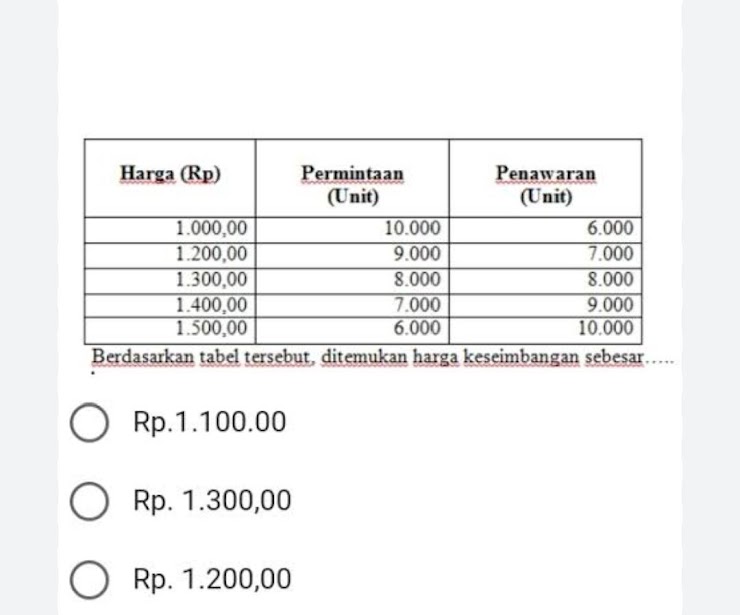 Harga (Rp) Permintaan (Unit) Penawaran (Unit)
1.000,00 10.000 6.000
1.200,00 9.000 7.000
1.300,00 8.000 8.000
1.400,00 7.000 9.000
1.500,00 6.000 10.000
Berdasarkan tabel tersebut, ditemukan harga keseimbangan sebesar.....
.
Rp.1.100.00
Rp. 1.300,00
Rp. 1.200,00